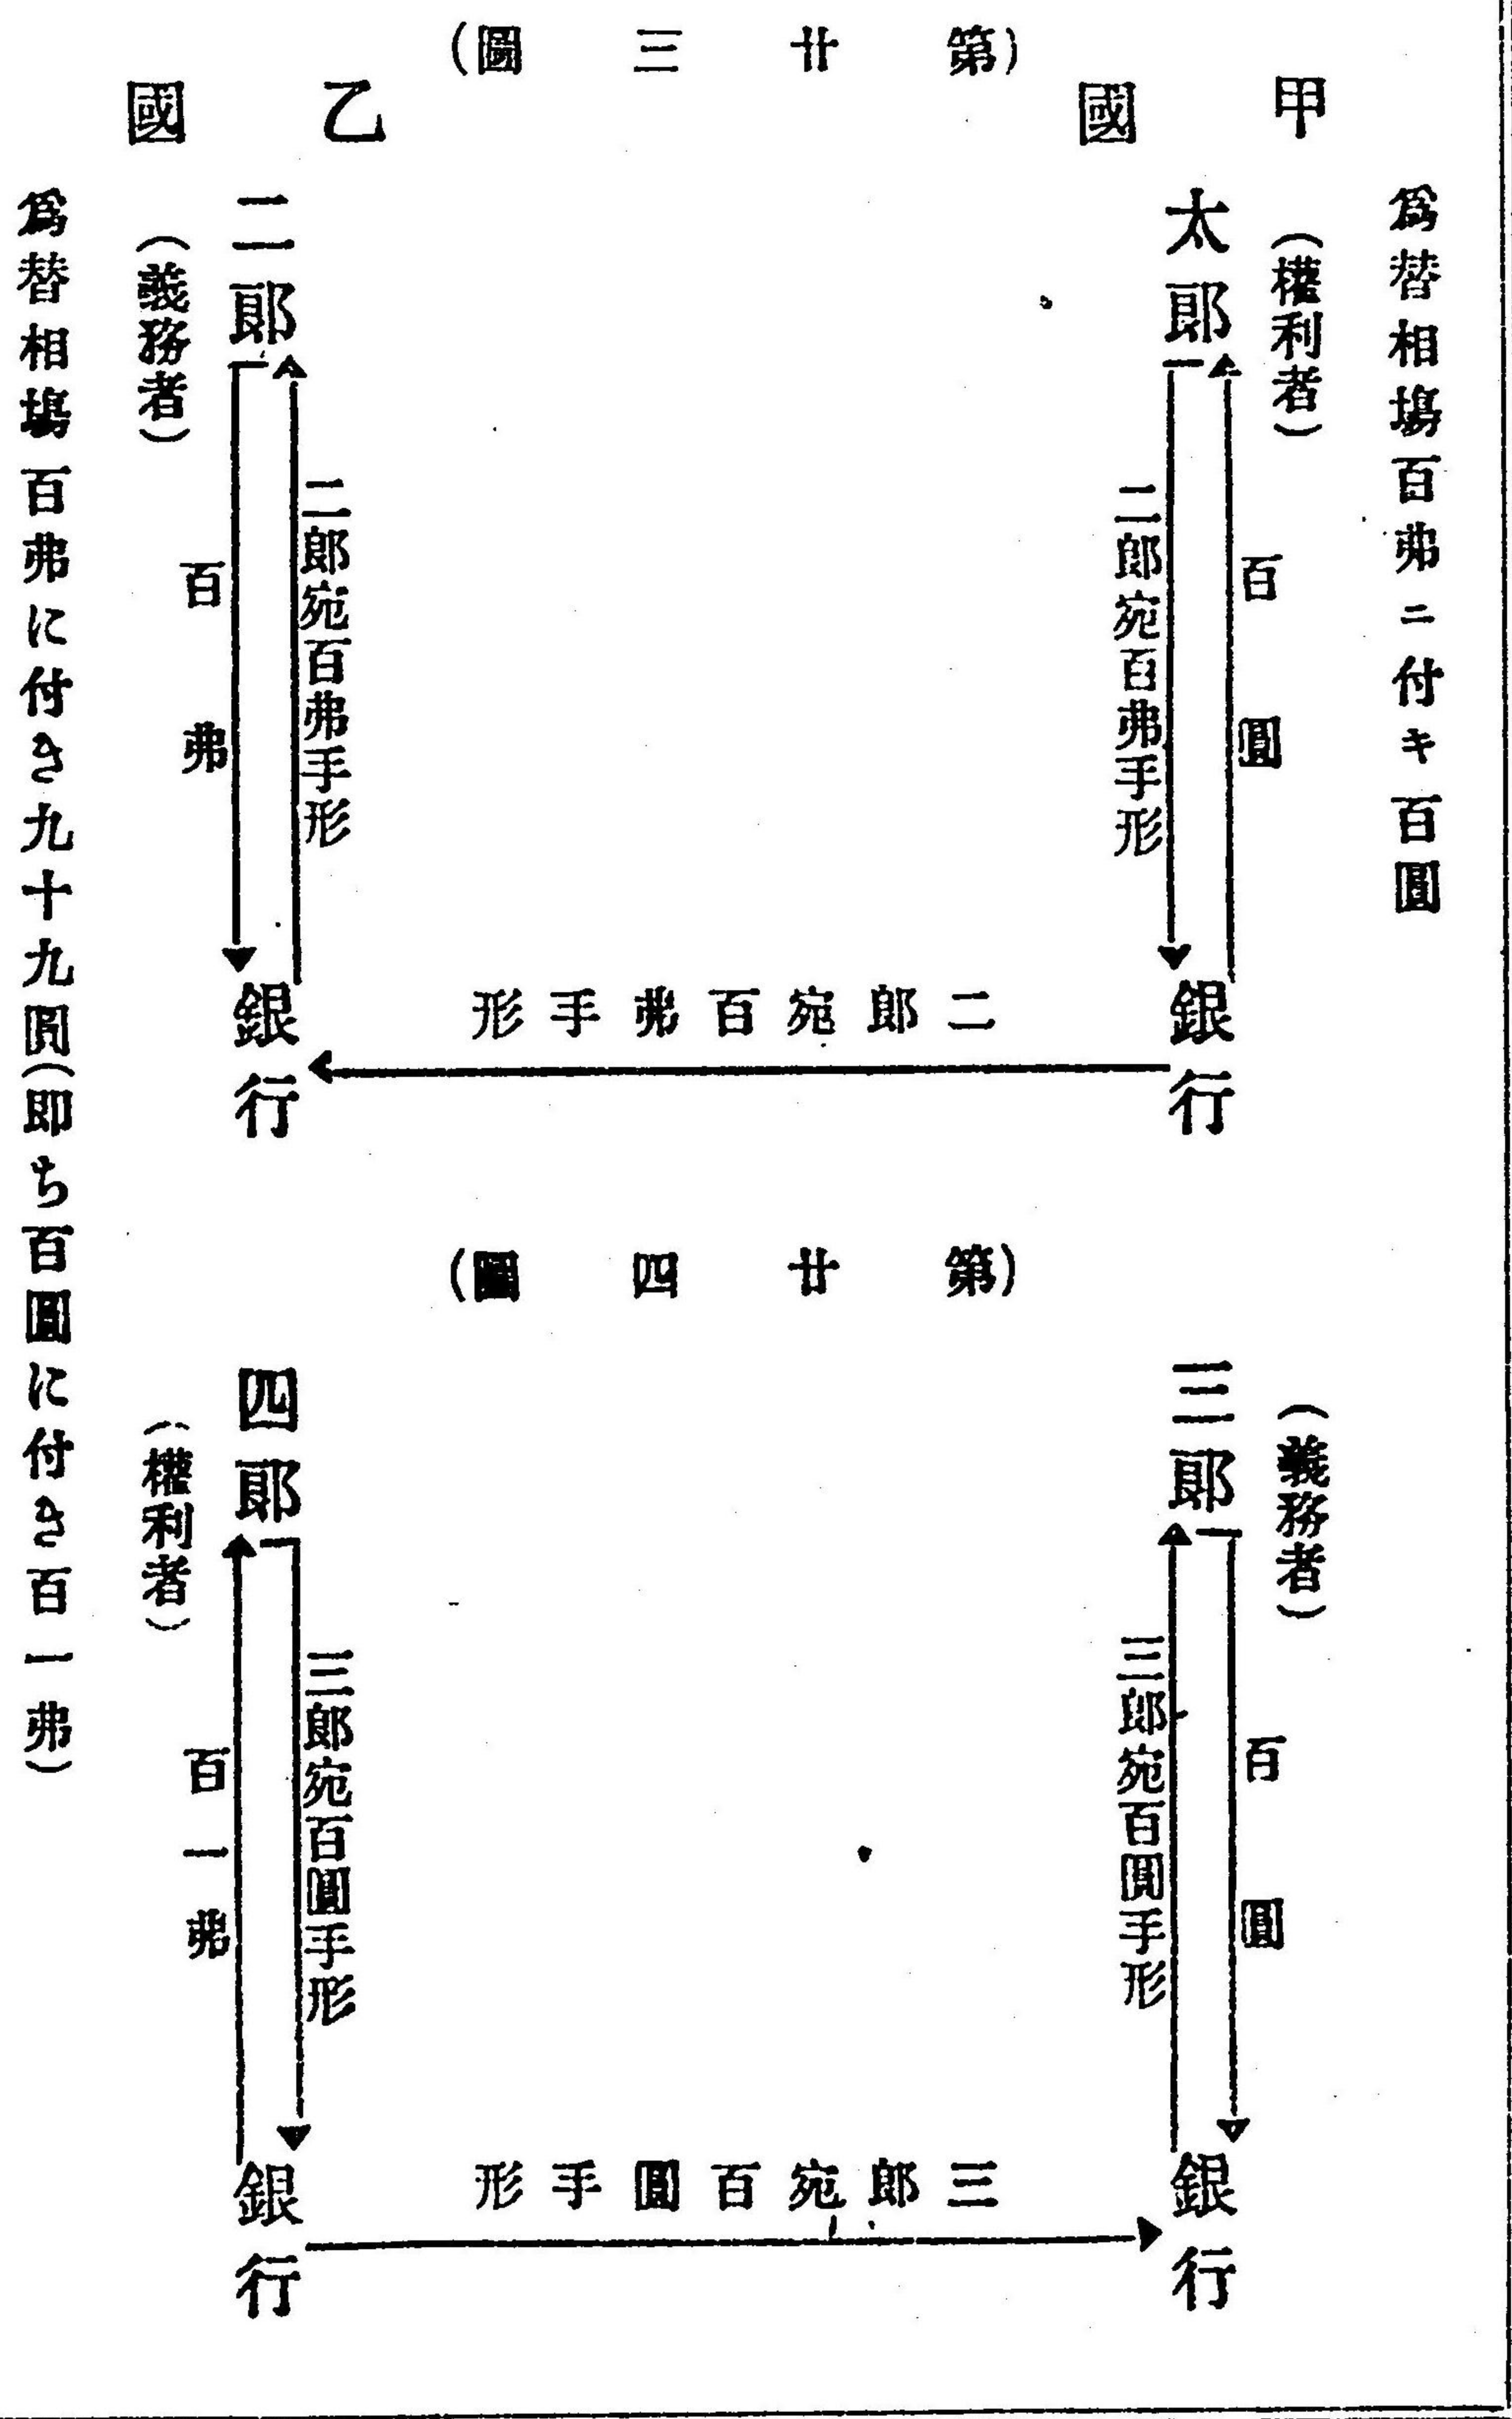 (第廿三圖)
甲國
乙國
爲替相塲百弗ニ付キ百圓
(權利者)
太郎
百圓
二郎宛百弗手形
銀行
二郎宛百弗手形
二郎宛百弗手形
二郎
(義務者)
百弗
銀行
(第廿四圖)
(義務者)
三郎
百圓
三郎宛百圓手形
銀行
三郎宛百圓手形
三郎宛百圓手形
四郎
(權利者)
百一弗
銀行
爲替相塲百弗に付き九十九圓(即ち百圓に付き百一弗)